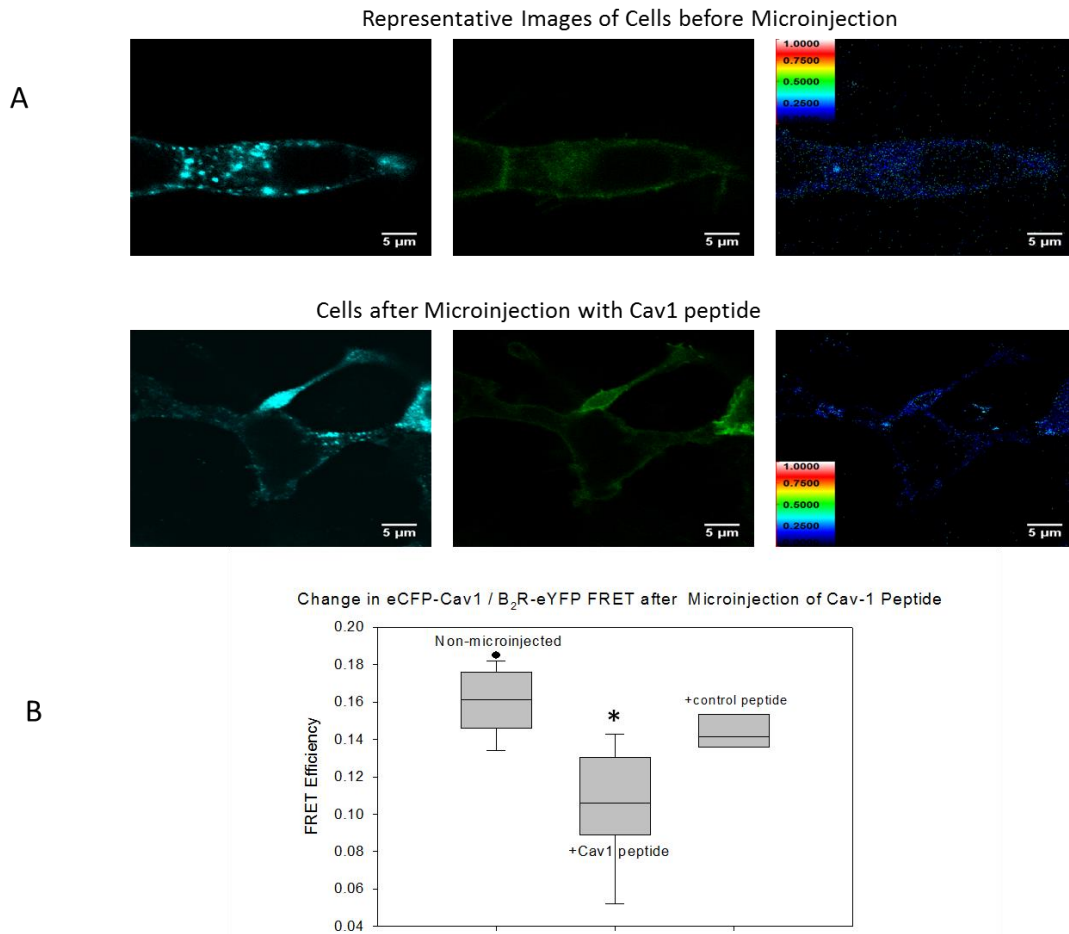 Representative Images of Cells before Microinjection
A
1.0000
0.7500
0.5000
0.2500
5 µm
5 µm
5 µm
Cells after Microinjection with Cav1 peptide
1.0000
0.7500
0.5000
0.2500
5 µm
5 µm
5 µm
Change in eCFP-Cav1 / B₂R-eYFP FRET after Microinjection of Cav-1 Peptide
B
FRET Efficiency
0.20
0.18
0.16
0.14
0.12
0.10
0.08
0.06
0.04
Non-microinjected
*
+Cav1 peptide
+control peptide